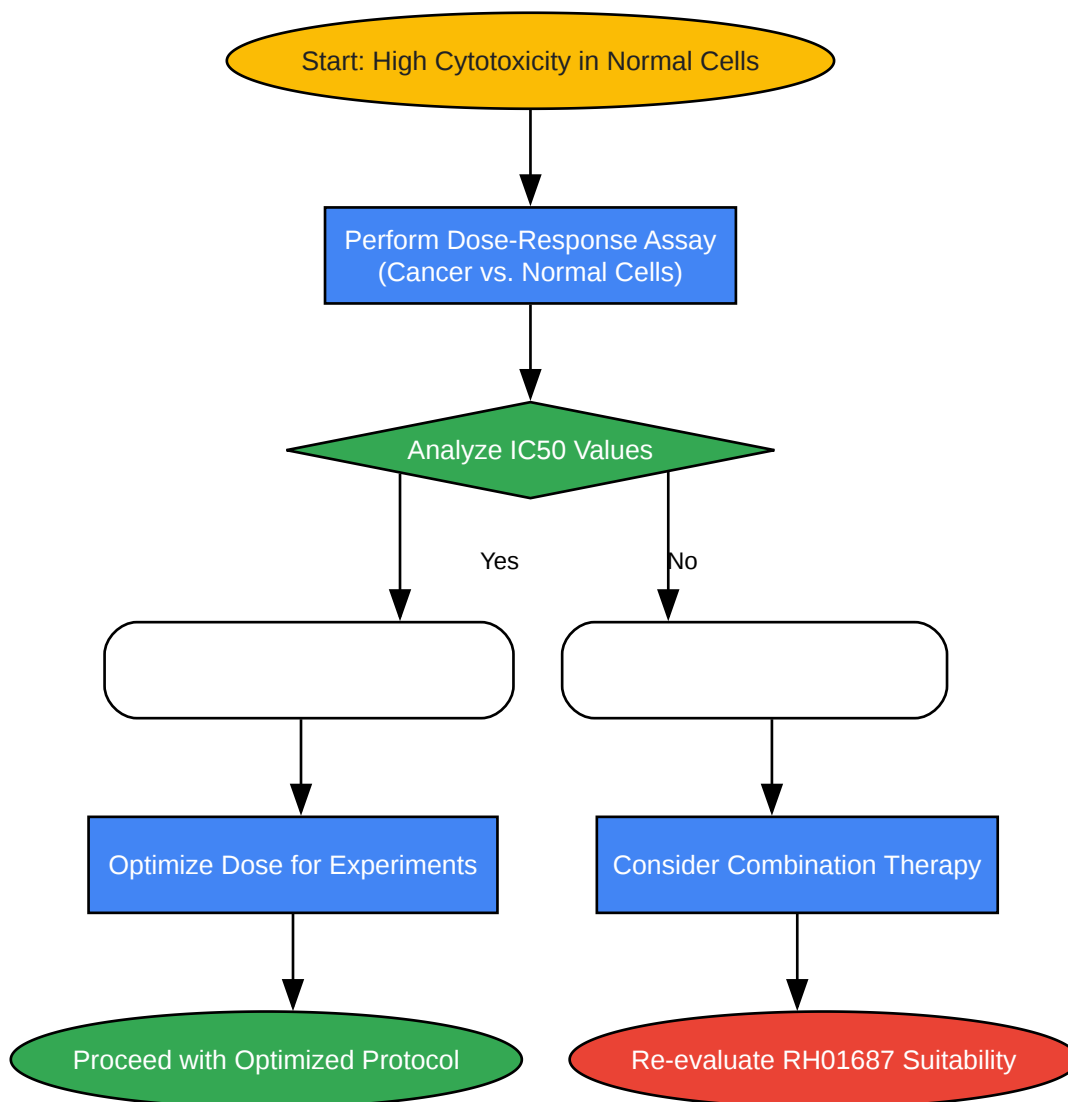 Start: High Cytotoxicity in Normal Cells
Perform Dose-Response Assay
(Cancer vs. Normal Cells)
Analyze IC50 Values
Yes
No
Optimize Dose for Experiments
Consider Combination Therapy
Proceed with Optimized Protocol
Re-evaluate RH01687 Suitability